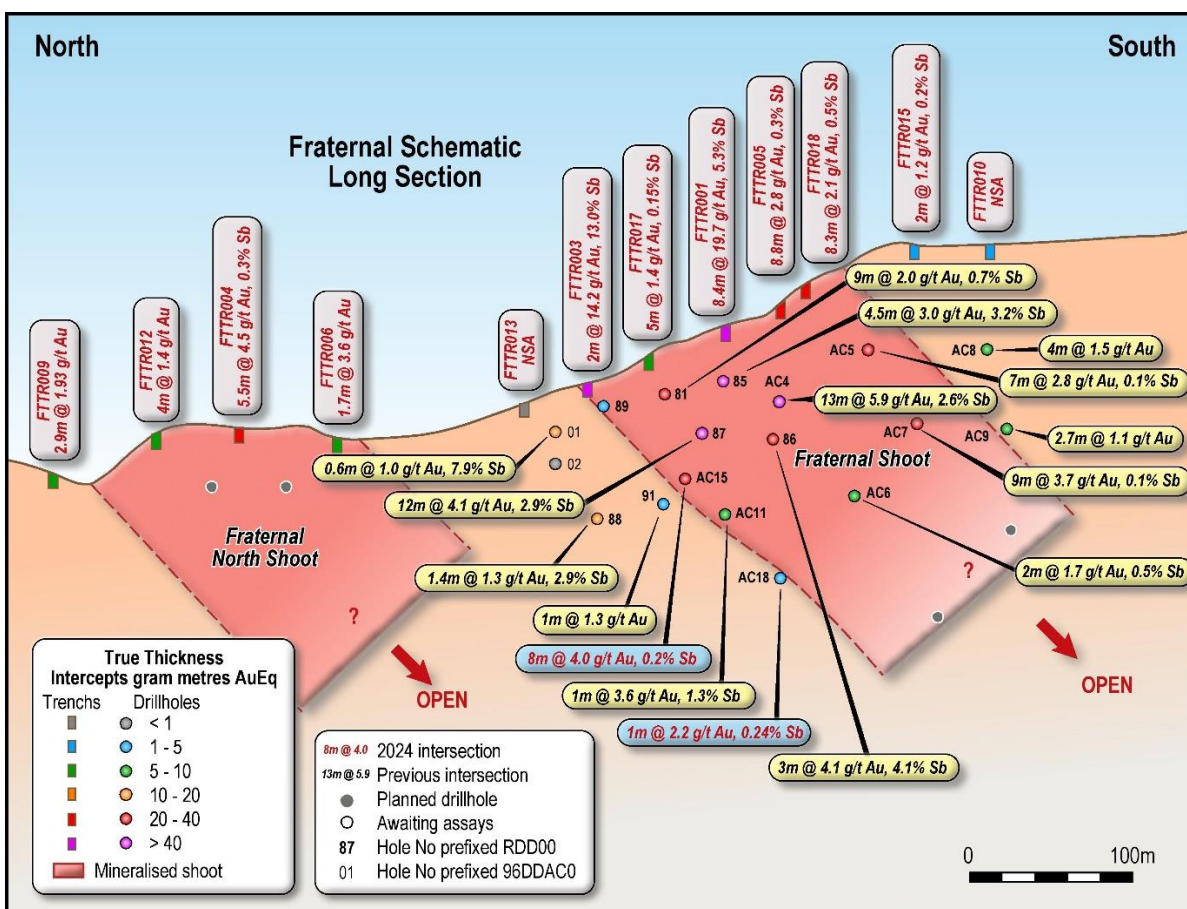 North
South
Fraternal Schematic
Long Section
FTTR009
2.9m @ 1.93 g/t Au
FTTR012
4m @ 1.4 g/t Au
FTTR004
5.5m @ 4.5 g/t Au, 0.3% Sb
FTTR006
1.7m @ 3.6 g/t Au
FTTR013
NSA
FTTR003
2m @ 14.2 g/t Au, 13.0% Sb
FTTR017
5m @ 1.4 g/t Au, 0.15% Sb
FTTR001
8.4m @ 19.7 g/t Au, 5.3% Sb
FTTR005
8.8m @ 2.8 g/t Au, 0.3% Sb
FTTR018
8.3m @ 2.1 g/t Au, 0.5% Sb
FTTR015
2m @ 1.2 g/t Au, 0.2% Sb
FTTR010
NSA
9m @ 2.0 g/t Au, 0.7% Sb
4.5m @ 3.0 g/t Au, 3.2% Sb
AC5
AC8
4m @ 1.5 g/t Au
7m @ 2.8 g/t Au, 0.1% Sb
89
81
85
AC4
13m @ 5.9 g/t Au, 2.6% Sb
01
87
86
AC7
AC9
2.7m @ 1.1 g/t Au
02
0.6m @ 1.0 g/t Au, 7.9% Sb
Fraternal Shoot
9m @ 3.7 g/t Au, 0.1% Sb
12m @ 4.1 g/t Au, 2.9% Sb
AC15
91
88
AC11
AC6
Fraternal
North Shoot
1.4m @ 1.3 g/t Au, 2.9% Sb
AC18
?
2m @ 1.7 g/t Au, 0.5% Sb
?
1m @ 1.3 g/t Au
8m @ 4.0 g/t Au, 0.2% Sb
1m @ 3.6 g/t Au, 1.3% Sb
1m @ 2.2 g/t Au, 0.24% Sb
3m @ 4.1 g/t Au, 4.1% Sb
OPEN
OPEN
True Thickness
Intercepts gram metres AuEq
Trenchs Drillholes
< 1
1 - 5
5 - 10
10 - 20
20 - 40
> 40
Mineralised shoot
8m @ 4.0 2024 intersection
13m @ 5.9 Previous intersection
Planned drillhole
Awaiting assays
87 Hole No prefixed RDD00
01 Hole No prefixed 96DDAC0
0 100m